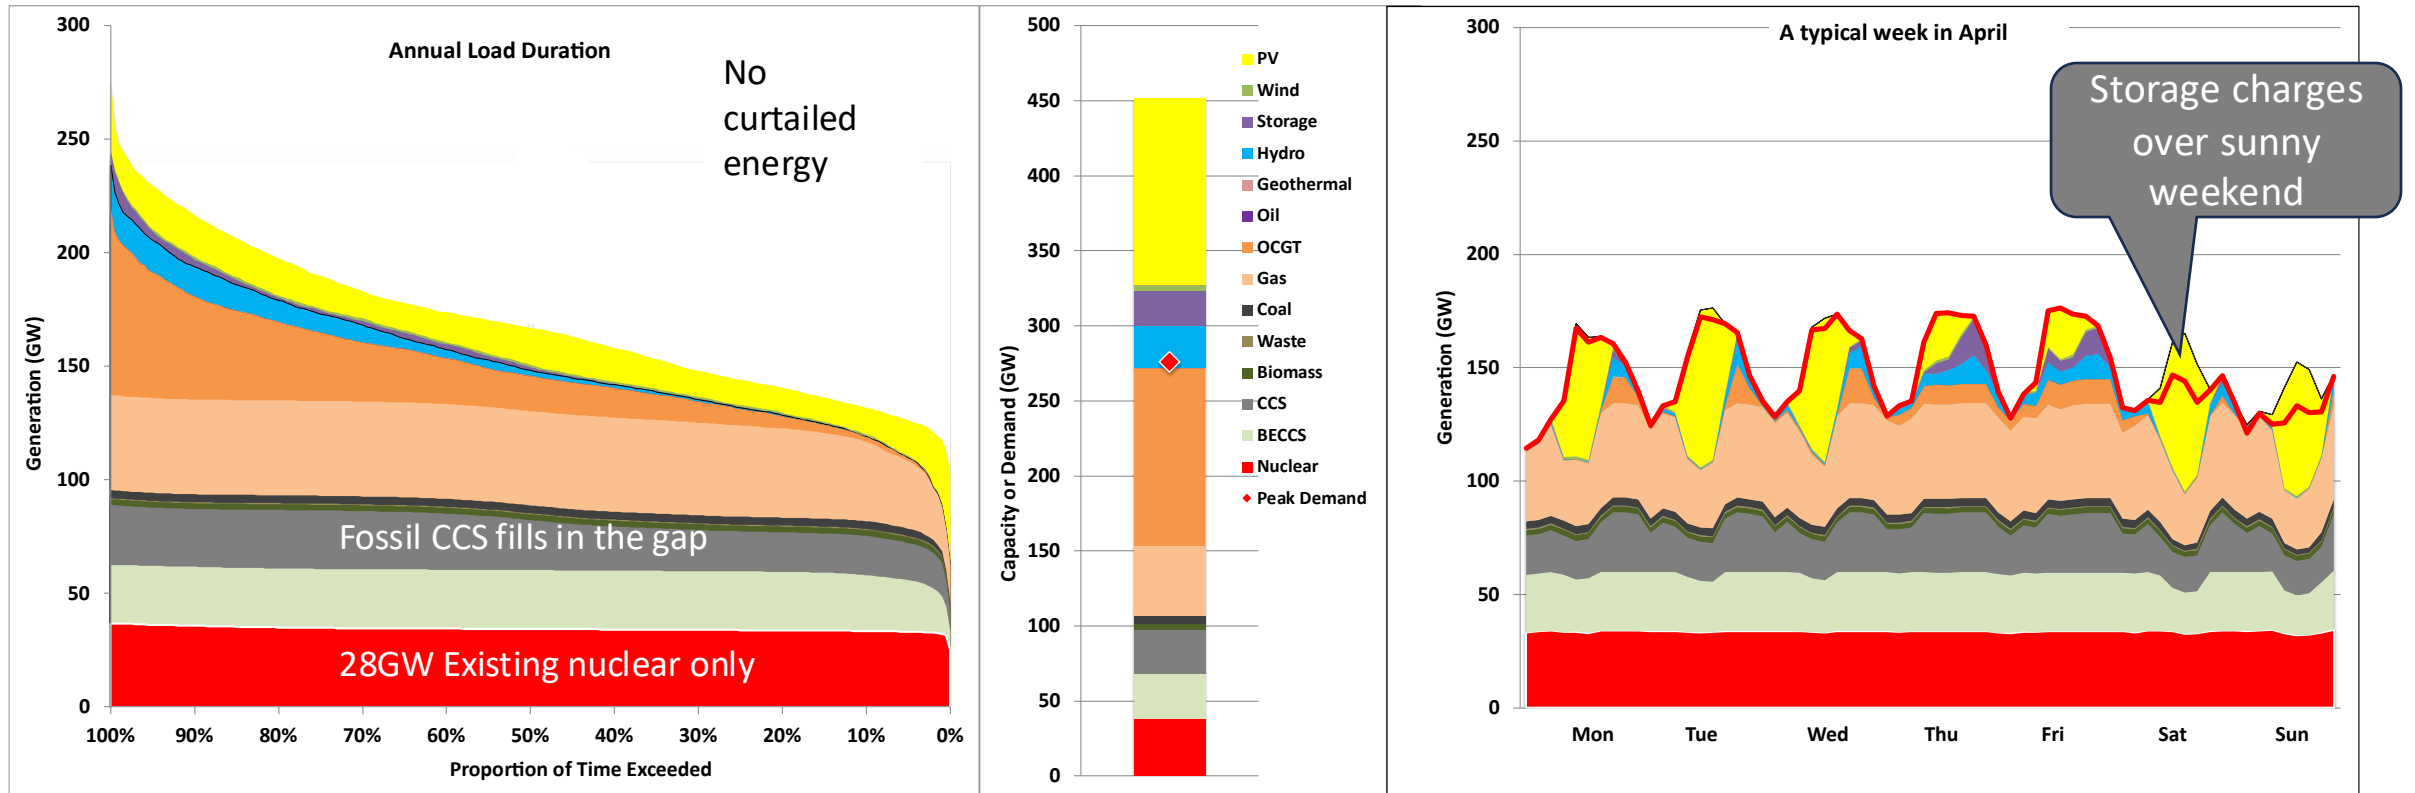 Annual Load Duration
No
curtailed
energy
300
250
200
150
100
50
0
Generation (GW)
Fossil CCS fills in the gap
28GW Existing nuclear only
100% 90% 80% 70% 60% 50% 40% 30% 20% 10% 0%
Proportion of Time Exceeded
500
450
400
350
300
250
200
150
100
50
0
Capacity or Demand (GW)
PV
Wind
Storage
Hydro
Geothermal
Oil
OCGT
Gas
Coal
Waste
Biomass
CCS
BECCS
Nuclear
Peak Demand
A typical week in April
Storage charges
over sunny
weekend
300
250
200
150
100
50
0
Generation (GW)
Mon Tue Wed Thu Fri Sat Sun